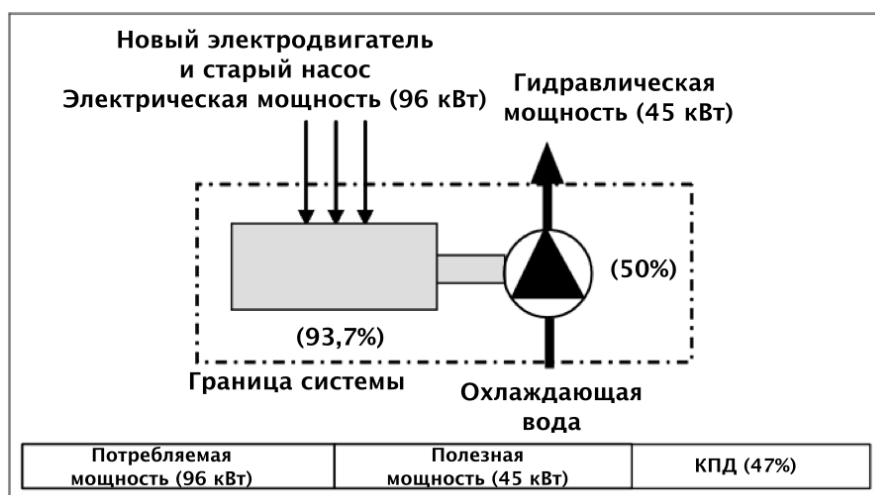 Новый электродвигатель
и старый насос
Электрическая мощность (96 кВт)
Гидравлическая
мощность (45 кВт)
(50%)
(93,7%)
Граница системы
Охлаждающая
вода
Потребляемая
мощность (96 кВт)
Полезная
мощность (45 кВт)
КПД (47%)